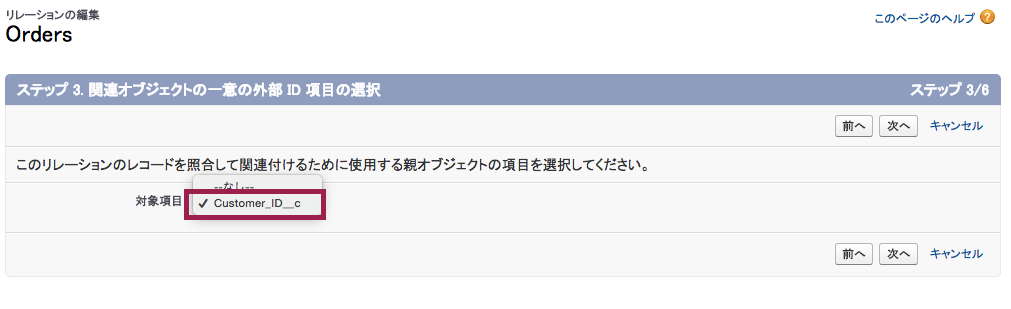 リレーションの編集
このページのヘルプ ?
Orders
ステップ 3. 関連オブジェクトの一意の外部 ID 項目の選択 ステップ 3/6
前へ 次へ キャンセル
このリレーションのレコードを照合して関連付けるために使用する親オブジェクトの項目を選択してください。
--なし--
対象項目 ✓ Customer_ID__c
前へ 次へ キャンセル